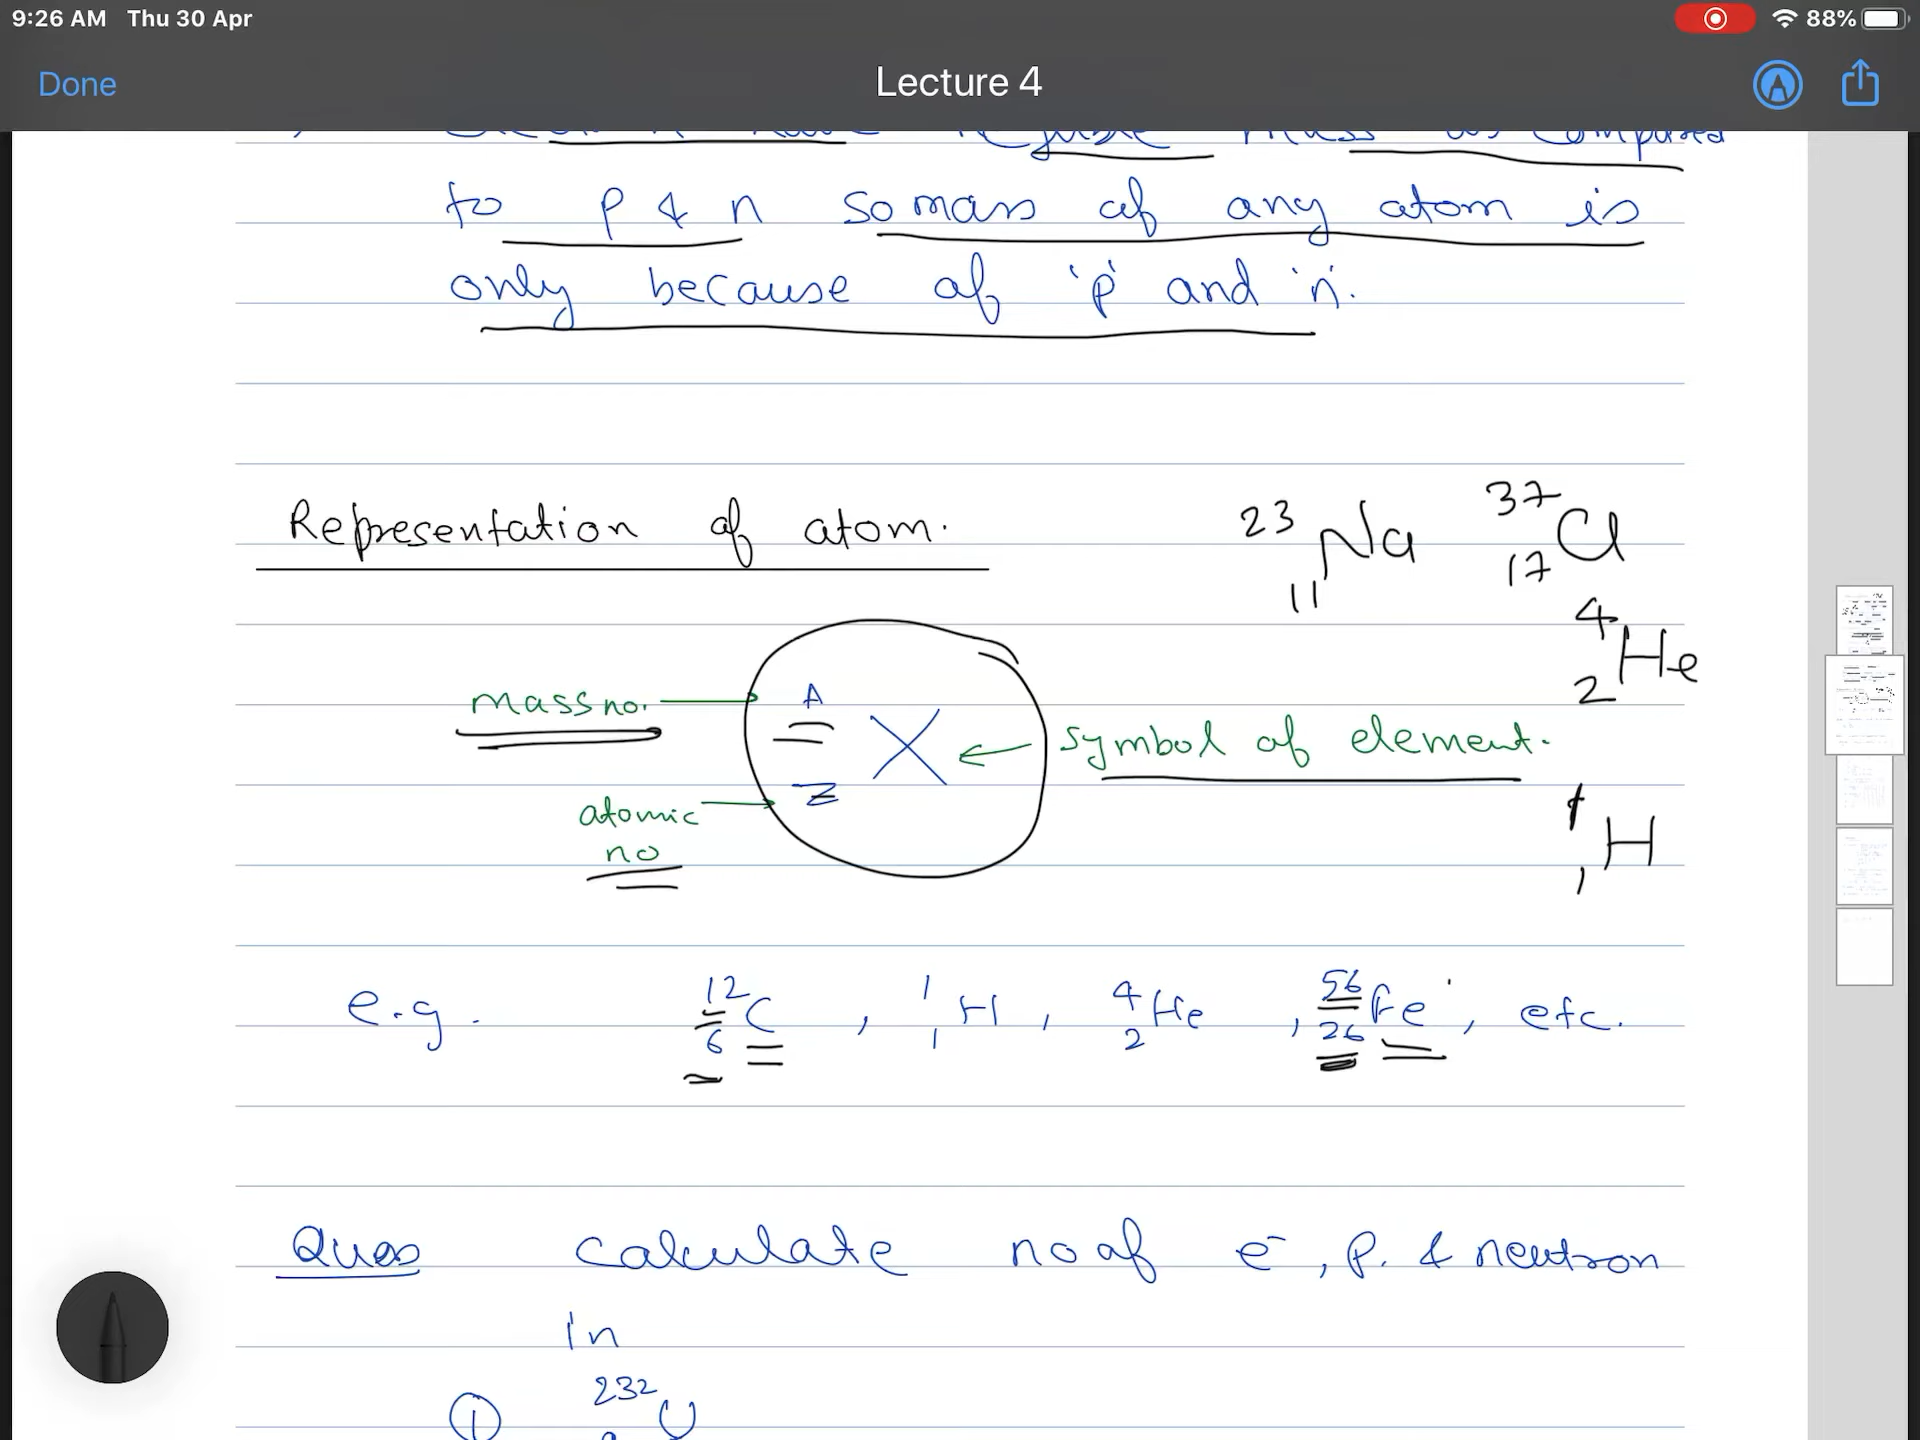 9:26 AM Thu 30 Apr
88%
Done
Lecture 4
mass as compared
to p & n so mass of any atom is
only because of 'p' and 'n'.
Representation of atom.
23 11 Na 37 17 Cl
4 2 He
mass no.
A
Z
X
symbol of element.
atomic
no
1 1 H
e.g. 12 6 C , 1 1 H , 4 2 He , 56 26 Fe , etc.
Ques calculate no of e⁻, p. & neutron
in
① 232 U